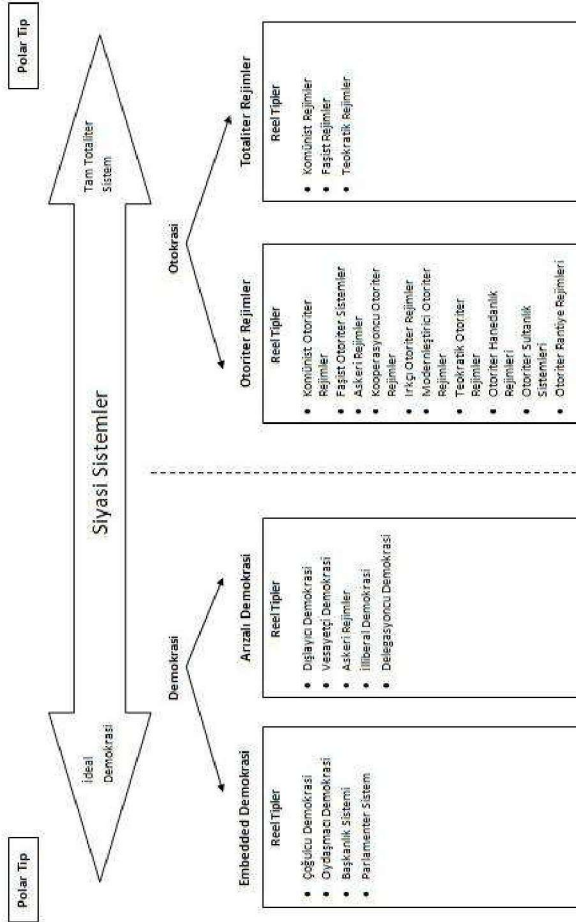 Polar Tip
Polar Tip
Siyasi Sistemler
İdeal
Demokrasi
Tam Totaliter
Sistem
Demokrasi
Otokrasi
Embedded Demokrasi
Reel Tipler
• Çoğulcu Demokrasi
• Oydaşmacı Demokrasi
• Başkanlık Sistemi
• Parlamenter Sistem
Arızalı Demokrasi
Reel Tipler
• Dışlayıcı Demokrasi
• Vesayetçi Demokrasi
• Askeri Rejimler
• İlliberal Demokrasi
• Delegasyoncu Demokrasi
Otoriter Rejimler
Reel Tipler
• Komünist Otoriter
Rejimler
• Faşist Otoriter Sistemler
• Askeri Rejimler
• Kooperasyoncu Otoriter
Rejimler
• Irkçı Otoriter Rejimler
• Modernleştirici Otoriter
Rejimler
• Teokratik Otoriter
Rejimler
• Otoriter Hanedanlık
Rejimleri
• Otoriter Sultanlık
Sistemleri
• Otoriter Rantiye Rejimleri
Totaliter Rejimler
Reel Tipler
• Komünist Rejimler
• Faşist Rejimler
• Teokratik Rejimler